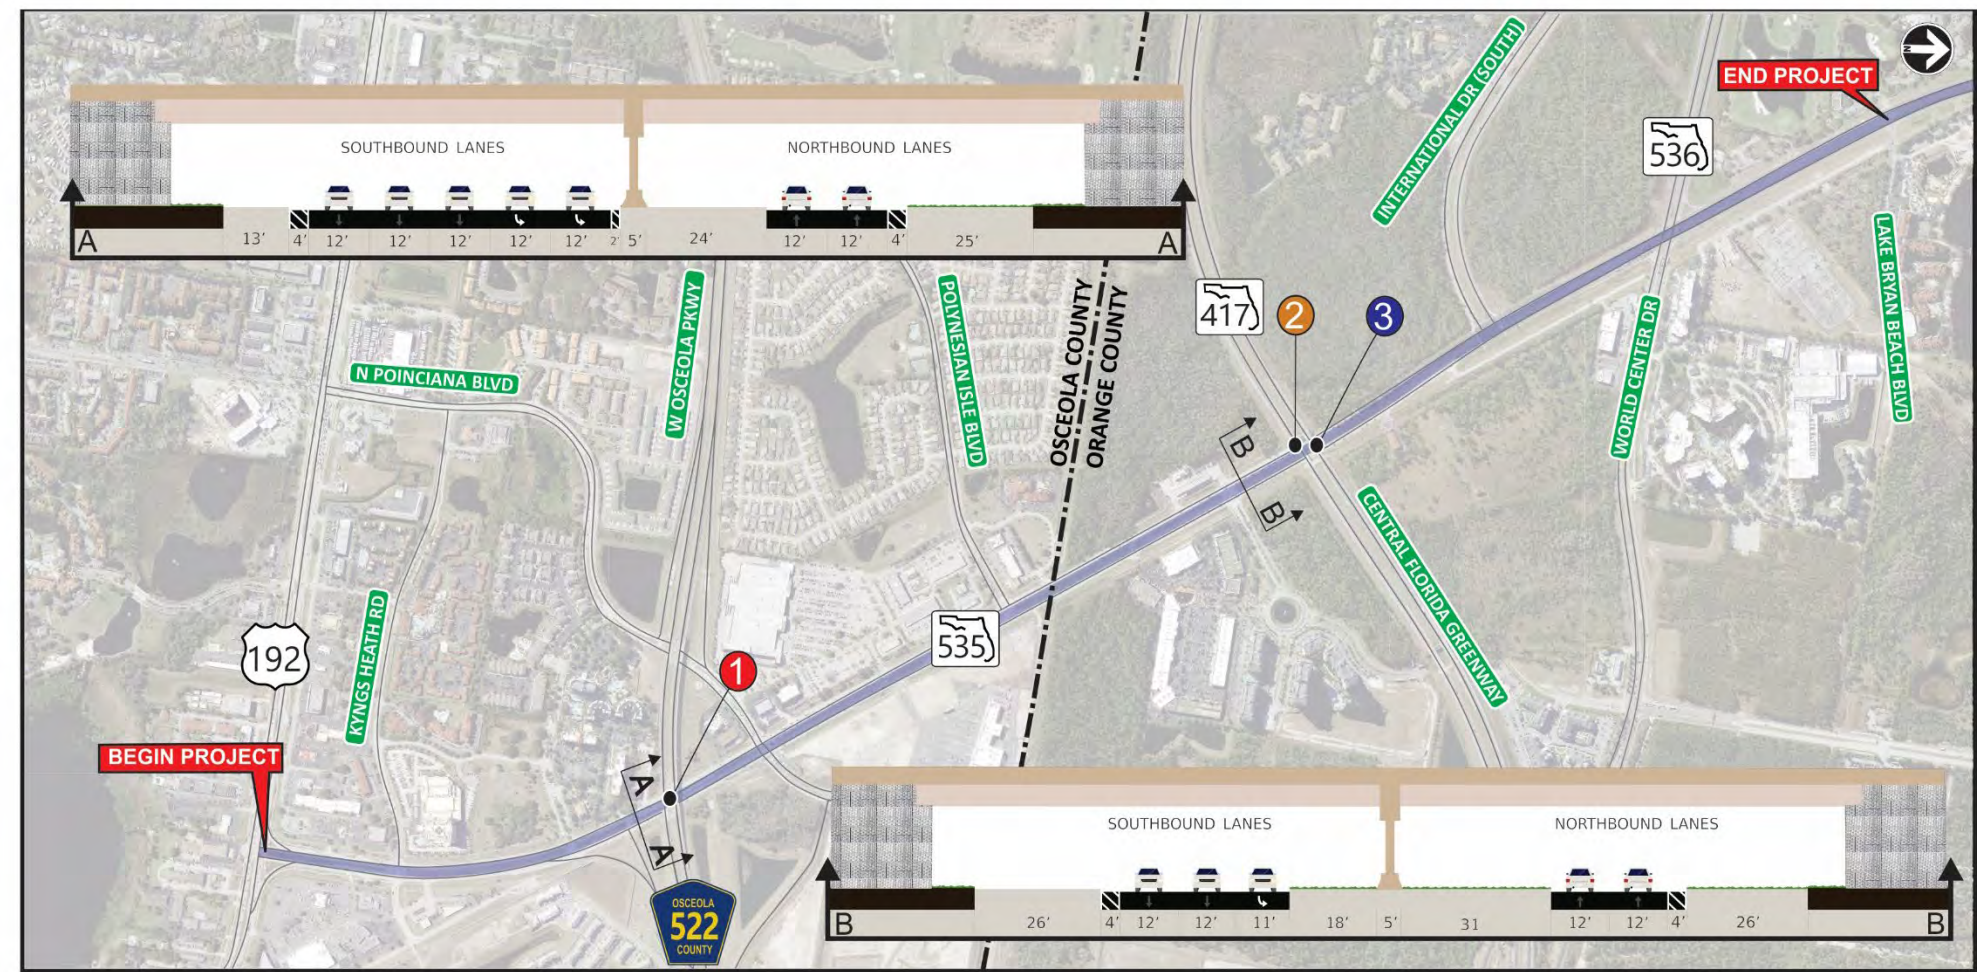 N
END PROJECT
INTERNATIONAL DR (SOUTH)
536
SOUTHBOUND LANES
NORTHBOUND LANES
A
13' 4' 12' 12' 12' 12' 12' 2' 5' 24' 12' 12' 4' 25'
A
W OSCEOLA PKWY
POLYNESIAN ISLE BLVD
OSCEOLA COUNTY
ORANGE COUNTY
417
2
3
LAKE BRYAN BEACH BLVD
WORLD CENTER DR
N POINCIANA BLVD
B
B
CENTRAL FLORIDA GREENWAY
KYNGS HEATH RD
192
535
1
BEGIN PROJECT
A
A
OSCEOLA
522
COUNTY
SOUTHBOUND LANES
NORTHBOUND LANES
B
26' 4' 12' 12' 11' 18' 5' 31 12' 12' 4' 26'
B